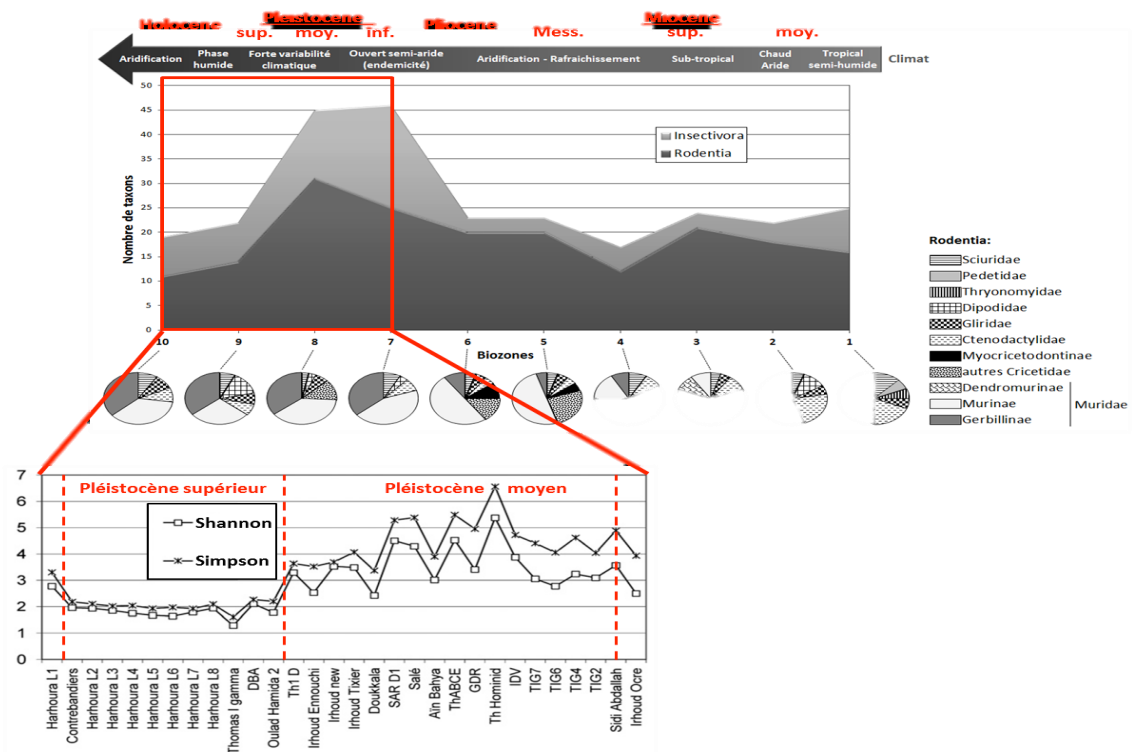 Holocene Pleistocene Pliocene Miocene
sup. moy. inf. Mess. sup. moy.
Aridification Phase humide Forte variabilité climatique Ouvert semi-aride (endemicité) Aridification - Rafraichissement Sub-tropical Chaud Aride Tropical semi-humide Climat
Nombre de taxons
50
45
40
35
30
25
20
15
10
5
0
Insectivora
Rodentia
10 9 8 7 6 5 4 3 2 1
Biozones
Rodentia:
Sciuridae
Pedetidae
Thryonomyidae
Dipodidae
Gliridae
Ctenodactylidae
Myocricetodontinae
autres Cricetidae
Dendromurinae
Murinae
Gerbillinae
Muridae
7
6
5
4
3
2
1
0
Pléistocène supérieur Pléistocène moyen
Shannon
Simpson
Harhoura L1
Contrebandiers
Harhoura L2
Harhoura L3
Harhoura L4
Harhoura L5
Harhoura L6
Harhoura L7
Harhoura L8
Thomas I gamma
DBA
Oulad Hamida 2
Th1 D
Irhoud Ennouchi
Irhoud new
Irhoud Tixier
Doukkala
SAR D1
Salé
Aïn Bahya
ThABCE
GDR
Th Hominid
IDV
TIG7
TIG6
TIG4
TIG2
Sidi Abdallah
Irhoud Ocre